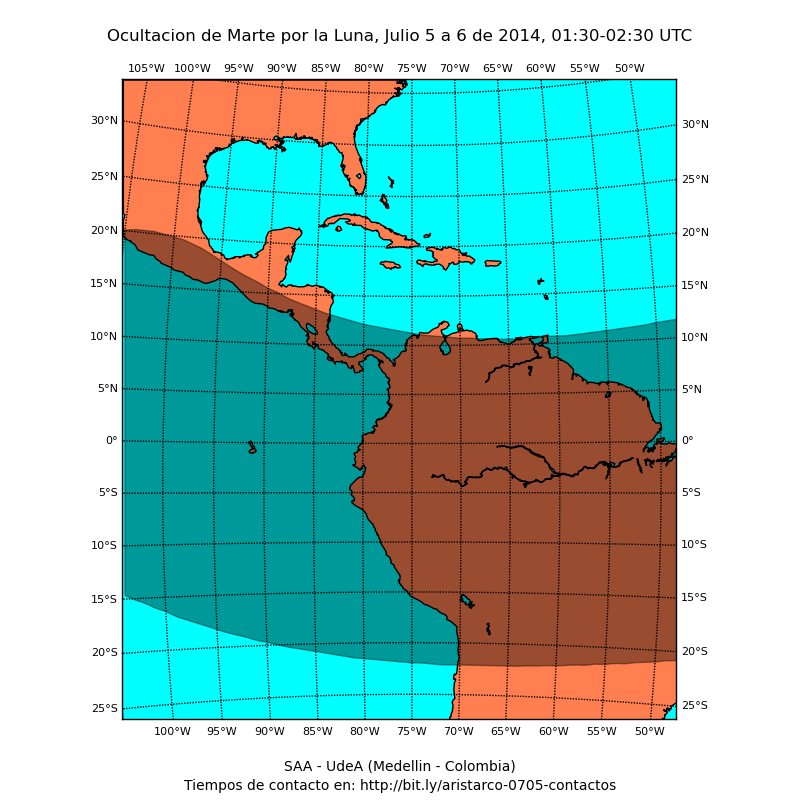 Ocultacion de Marte por la Luna, Julio 5 a 6 de 2014, 01:30-02:30 UTC
105°W 100°W 95°W 90°W 85°W 80°W 75°W 70°W 65°W 60°W 55°W 50°W
30°N 30°N
25°N 25°N
20°N 20°N
15°N 15°N
10°N 10°N
5°N 5°N
0° 0°
5°S 5°S
10°S 10°S
15°S 15°S
20°S 20°S
25°S 25°S
100°W 95°W 90°W 85°W 80°W 75°W 70°W 65°W 60°W 55°W 50°W
SAA - UdeA (Medellin - Colombia)
Tiempos de contacto en: http://bit.ly/aristarco-0705-contactos